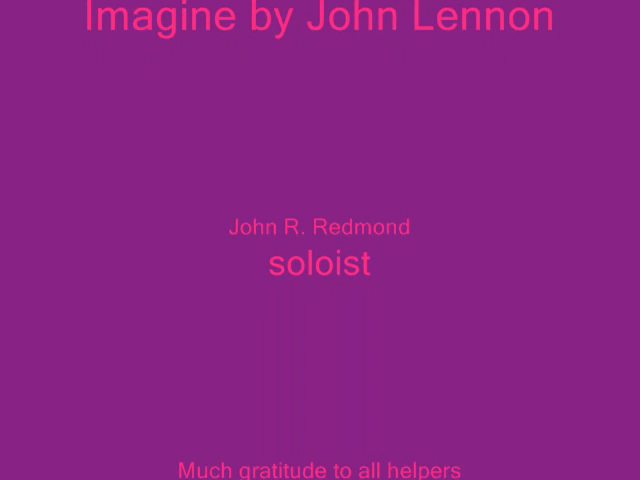 Imagine by John Lennon
John R. Redmond
soloist
Much gratitude to all helpers